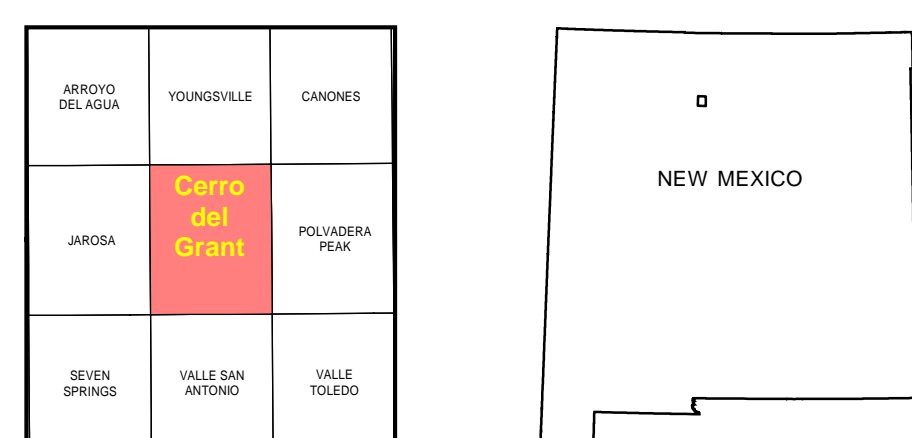 ARROYO
DEL AGUA
YOUNGSVILLE
CANONES
JAROSA
Cerro
del
Grant
POLVADERA
PEAK
SEVEN
SPRINGS
VALLE SAN
ANTONIO
VALLE
TOLEDO
NEW MEXICO